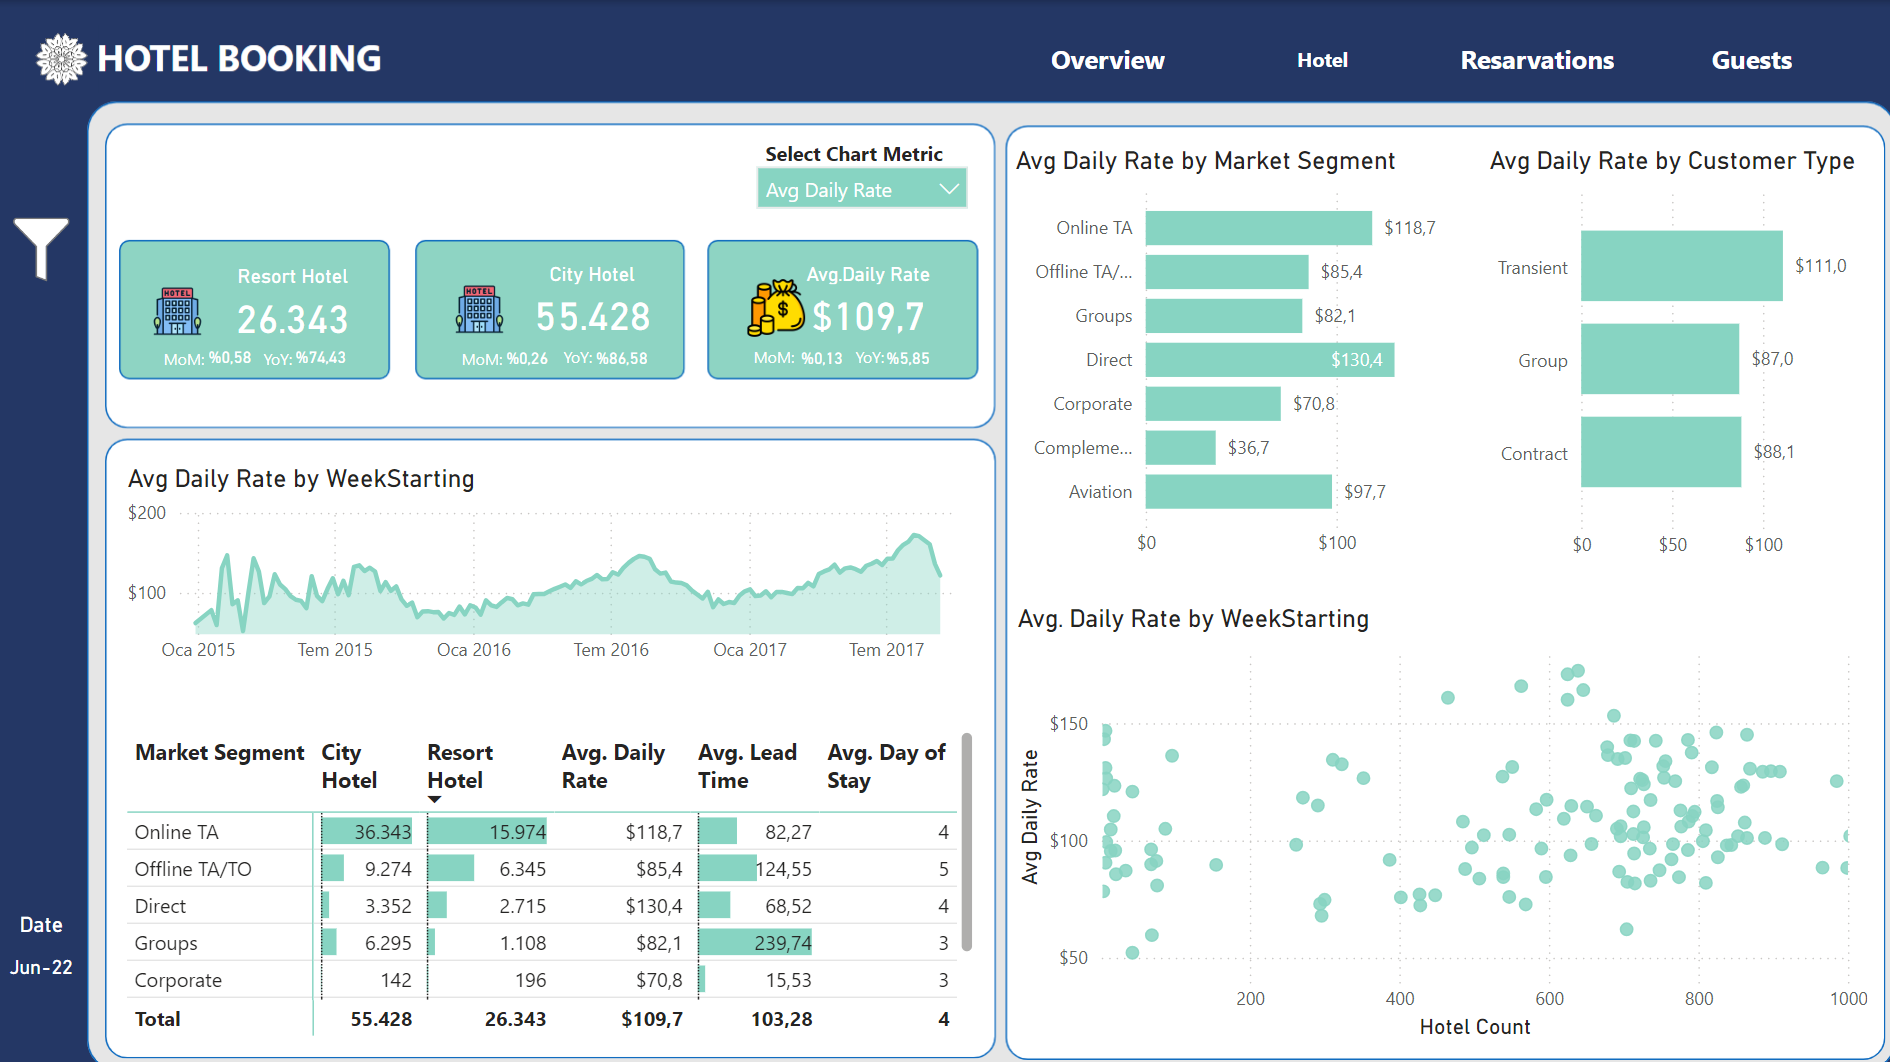 HOTEL BOOKING
Overview
Hotel
Resarvations
Guests
Select Chart Metric
Avg Daily Rate
HOTEL
Resort Hotel
26.343
MoM: %0,58 YoY: %74,43
HOTEL
City Hotel
55.428
MoM: %0,26 YoY: %86,58
Avg.Daily Rate
$
$109,7
MoM: %0,13 YoY:%5,85
Date
Jun-22
Avg Daily Rate by WeekStarting
$200
$100
Oca 2015 Tem 2015 Oca 2016 Tem 2016 Oca 2017 Tem 2017
Market Segment City Hotel Resort Hotel Avg. Daily Rate Avg. Lead Time Avg. Day of Stay
Online TA 36.343 15.974 $118,7 82,27 4
Offline TA/TO 9.274 6.345 $85,4 124,55 5
Direct 3.352 2.715 $130,4 68,52 4
Groups 6.295 1.108 $82,1 239,74 3
Corporate 142 196 $70,8 15,53 3
Total 55.428 26.343 $109,7 103,28 4
Avg Daily Rate by Market Segment
Online TA $118,7
Offline TA/... $85,4
Groups $82,1
Direct $130,4
Corporate $70,8
Compleme... $36,7
Aviation $97,7
$0 $100
Avg Daily Rate by Customer Type
Transient $111,0
Group $87,0
Contract $88,1
$0 $50 $100
Avg. Daily Rate by WeekStarting
Avg Daily Rate
$150
$100
$50
200 400 600 800 1000
Hotel Count